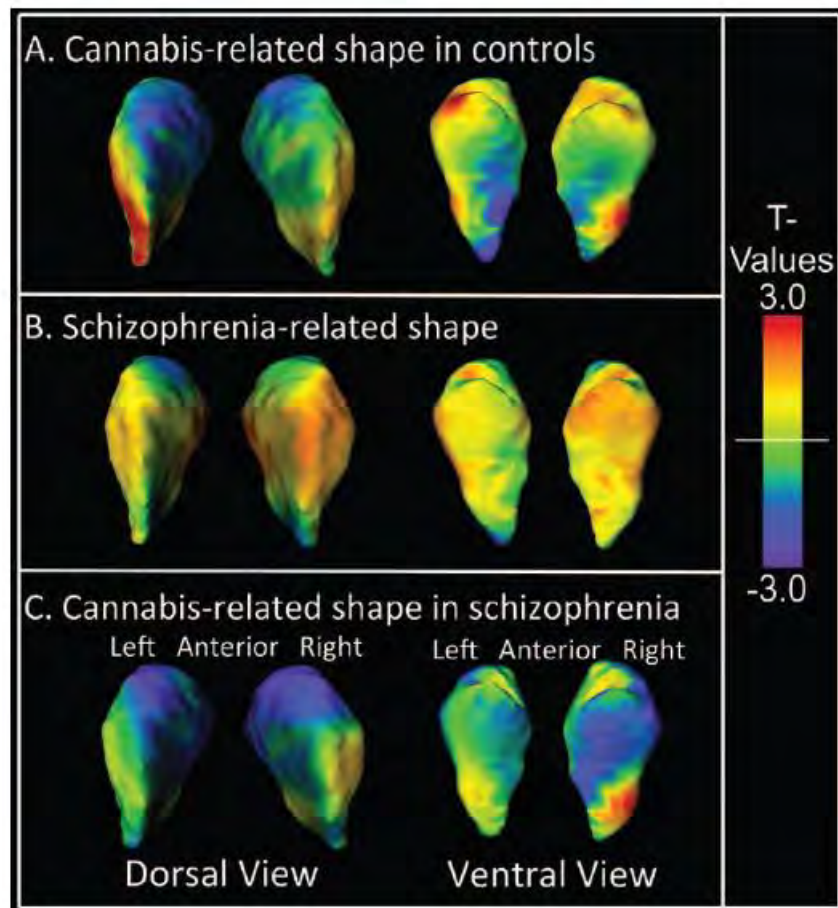 A. Cannabis-related shape in controls
B. Schizophrenia-related shape
C. Cannabis-related shape in schizophrenia
Left Anterior Right
Left Anterior Right
Dorsal View
Ventral View
T-
Values
3.0
-3.0